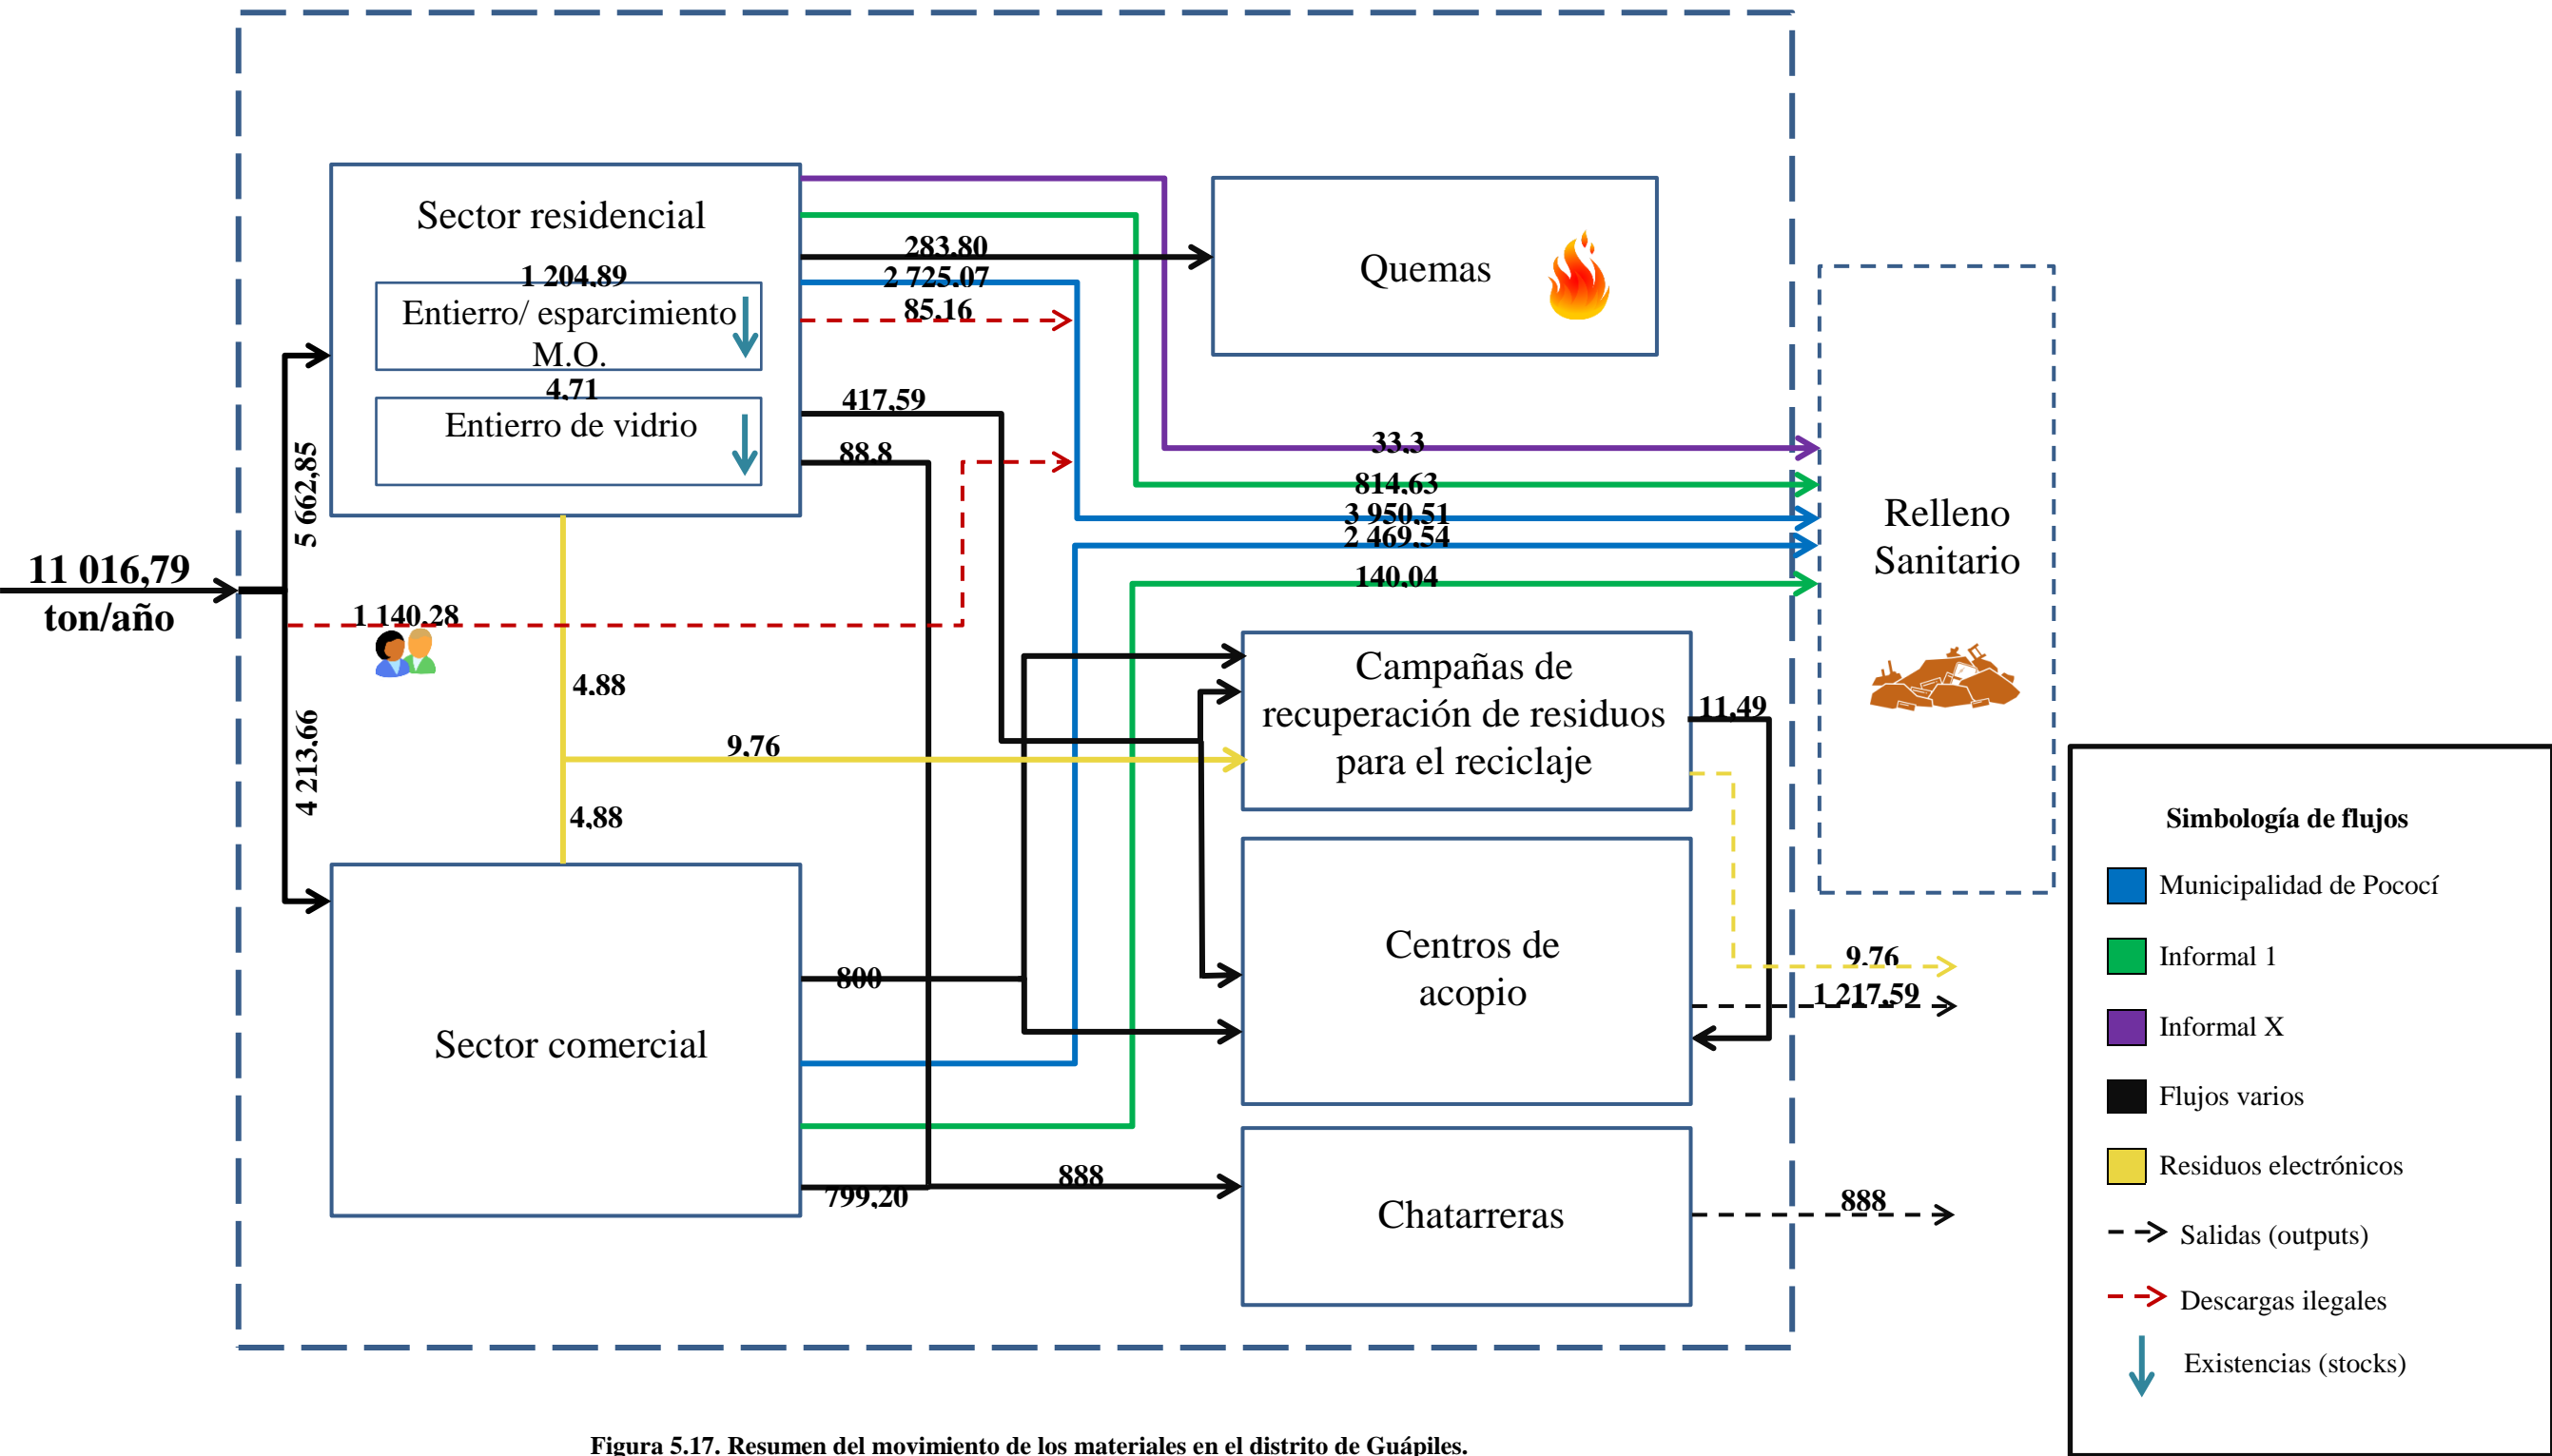 Sector residencial
1 204,89
Entierro/ esparcimiento
M.O.
4,71
Entierro de vidrio
283,80
2 725,07
85,16
417,59
88,8
Quemas
33,3
814,63
3 950,51
2 469,54
140,04
Relleno
Sanitario
5 662,85
11 016,79
ton/año
1 140,28
4 213,66
4,88
9,76
4,88
Campañas de
recuperación de residuos
para el reciclaje
11,49
Sector comercial
800
799,20
888
Centros de
acopio
9,76
1 217,59
Chatarreras
888
Simbología de flujos
Municipalidad de Pococí
Informal 1
Informal X
Flujos varios
Residuos electrónicos
Salidas (outputs)
Descargas ilegales
Existencias (stocks)
Figura 5.17. Resumen del movimiento de los materiales en el distrito de Guápiles.